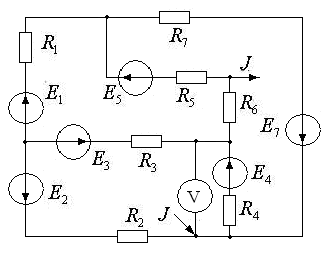 R₁ R₇
J
E₁ E₅ R₅ R₆ E₇
E₃ R₃ E₄
E₂ V
J R₂ R₄